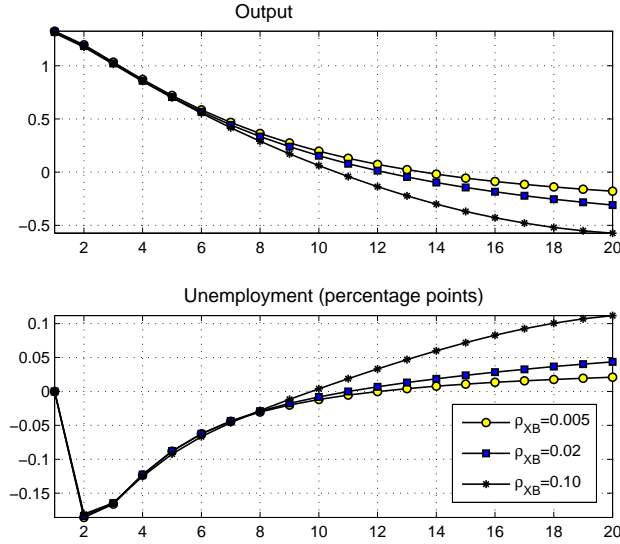 Output
1
0.5
0
−0.5
2 4 6 8 10 12 14 16 18 20
Unemployment (percentage points)
0.1
0.05
0
−0.05
−0.1
−0.15
ρXB=0.005
ρXB=0.02
ρXB=0.10
2 4 6 8 10 12 14 16 18 20